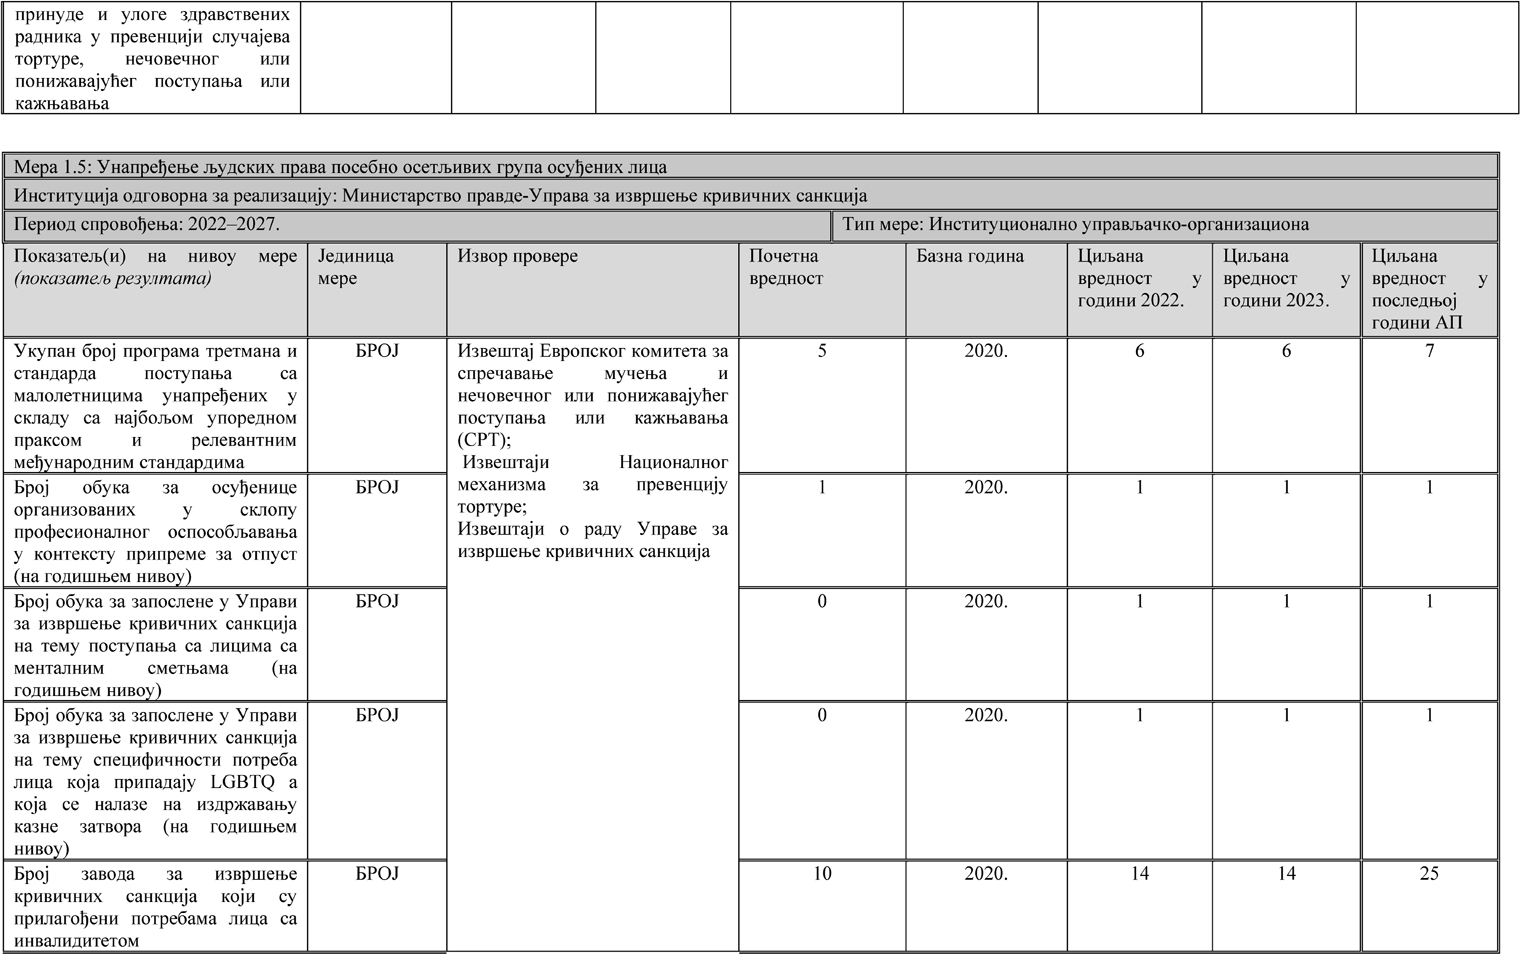 принуде и улоге здравствених
радника у превенцији случајева
тортуре, нечовечног или
понижавајућег поступања или
кажњавања
Мера 1.5: Унапређење људских права посебно осетљивих група осуђених лица
Институција одговорна за реализацију: Министарство правде-Управа за извршење кривичних санкција
Период спровођења: 2022–2027.
Тип мере: Институционално управљачко-организациона
Показатељ(и) на нивоу мере
(показатељ резултата)
Јединица
мере
Извор провере
Почетна
вредност
Базна година
Циљана
вредност у
години 2022.
Циљана
вредност у
години 2023.
Циљана
вредност у
последњој
години АП
Укупан број програма третмана и
стандарда поступања са
малолетницима унапређених у
складу са најбољом упоредном
праксом и релевантним
међународним стандардима
БРОЈ
Извештај Европског комитета за
спречавање мучења и
нечовечног или понижавајућег
поступања или кажњавања
(CPT);
Извештаји Националног
механизма за превенцију
тортуре;
Извештаји о раду Управе за
извршење кривичних санкција
5
2020.
6
6
7
Број обука за осуђенице
организованих у склопу
професионалног оспособљавања
у контексту припреме за отпуст
(на годишњем нивоу)
БРОЈ
1
2020.
1
1
1
Број обука за запослене у Управи
за извршење кривичних санкција
на тему поступања са лицима са
менталним сметњама (на
годишњем нивоу)
БРОЈ
0
2020.
1
1
1
Број обука за запослене у Управи
за извршење кривичних санкција
на тему специфичности потреба
лица која припадају LGBTQ а
која се налазе на издржавању
казне затвора (на годишњем
нивоу)
БРОЈ
0
2020.
1
1
1
Број завода за извршење
кривичних санкција који су
прилагођени потребама лица са
инвалидитетом
БРОЈ
10
2020.
14
14
25